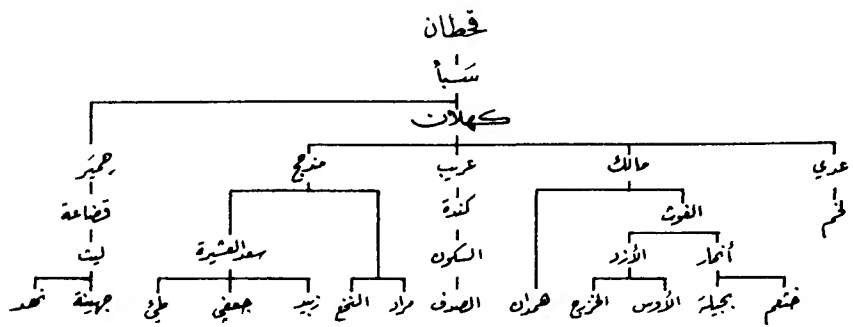 قحطان
سبأ
كهلان
عدي مالك عريب مذحج حمير
لخم الغوث كندة قضاعة
أنمار الأزد السكون سعد العشيرة ليث
خثعم بجيلة الأوس الخزرج همدان الصدف مراد النخع زبيد جعفي طيئ جهينة نهد